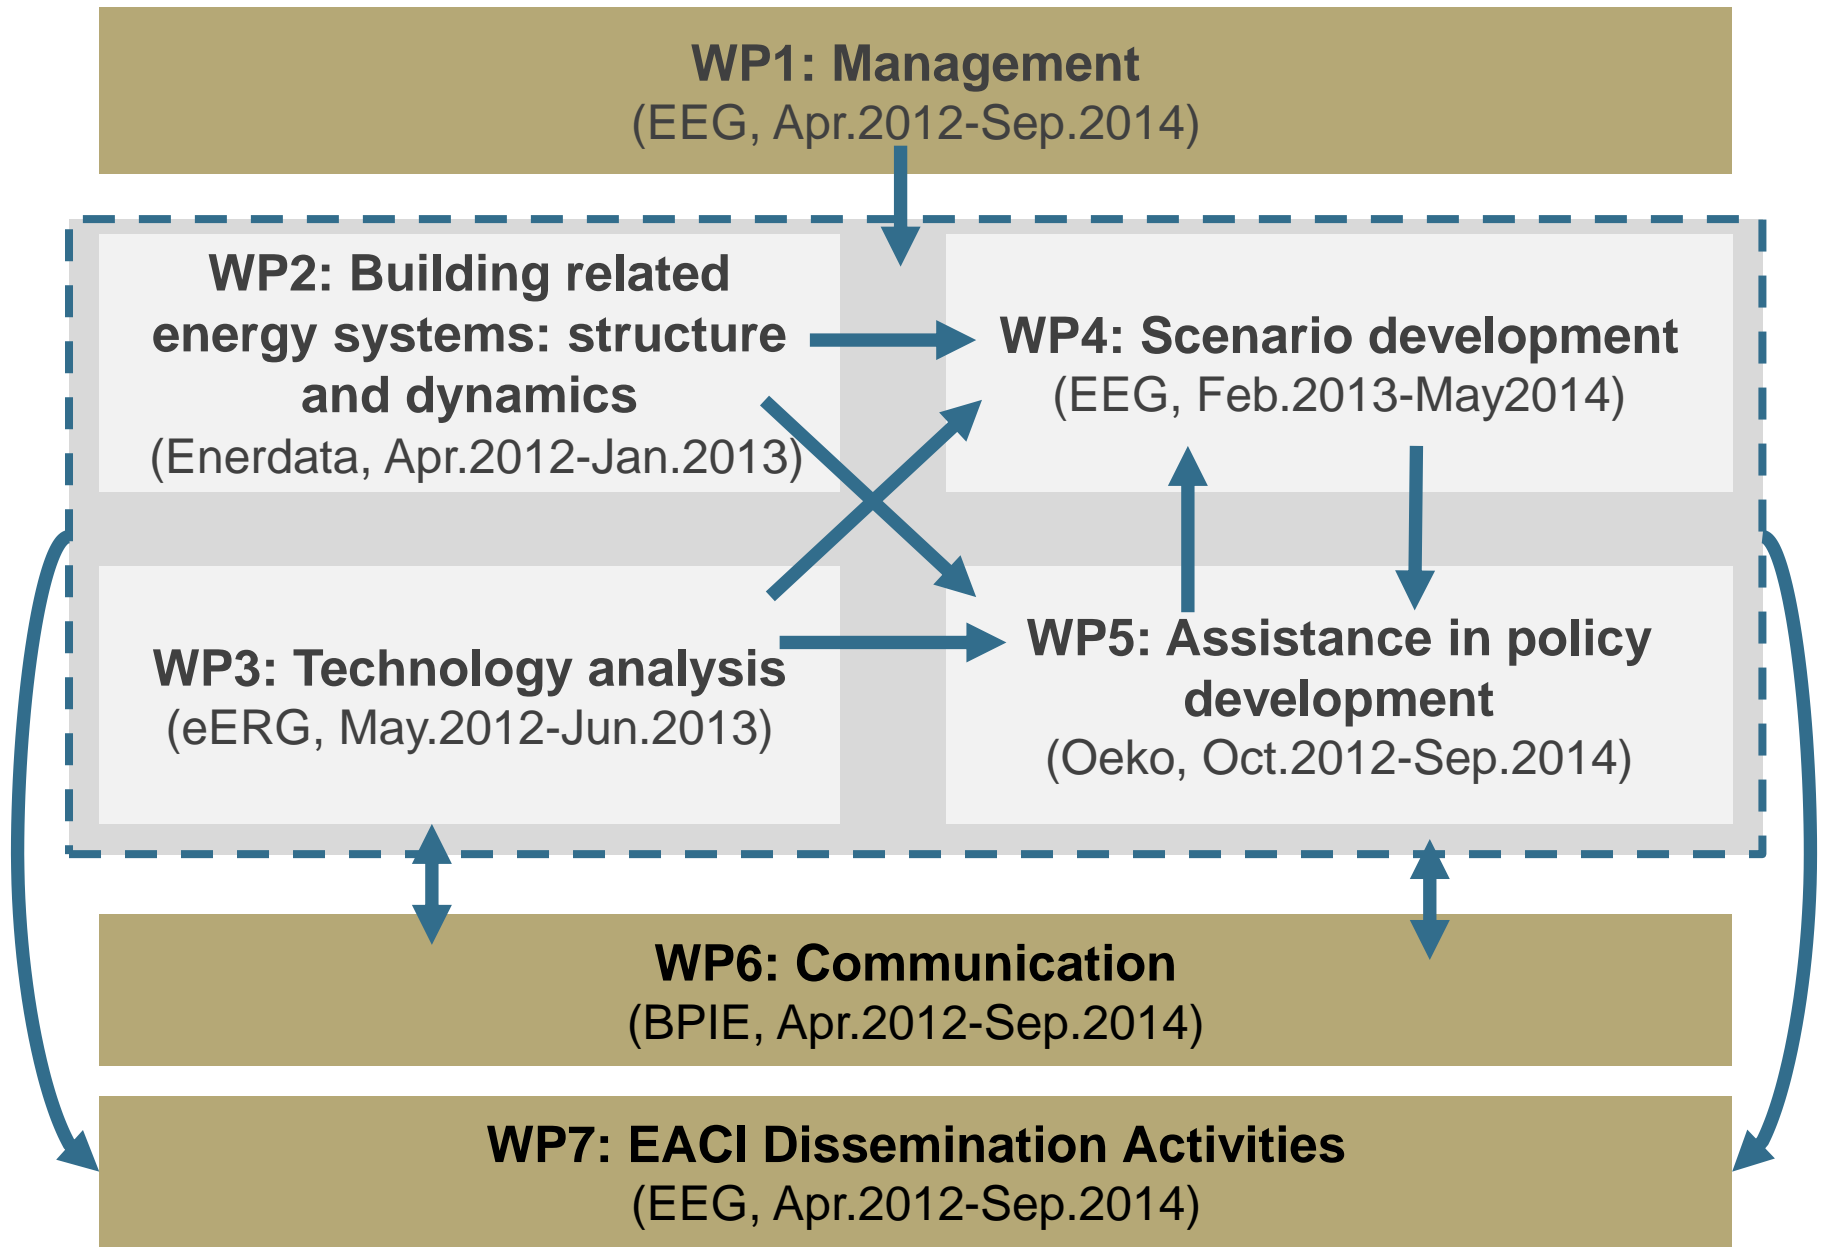 WP1: Management
(EEG, Apr.2012-Sep.2014)
WP2: Building related
energy systems: structure
and dynamics
(Enerdata, Apr.2012-Jan.2013)
WP4: Scenario development
(EEG, Feb.2013-May2014)
WP3: Technology analysis
(eERG, May.2012-Jun.2013)
WP5: Assistance in policy
development
(Oeko, Oct.2012-Sep.2014)
WP6: Communication
(BPIE, Apr.2012-Sep.2014)
WP7: EACI Dissemination Activities
(EEG, Apr.2012-Sep.2014)